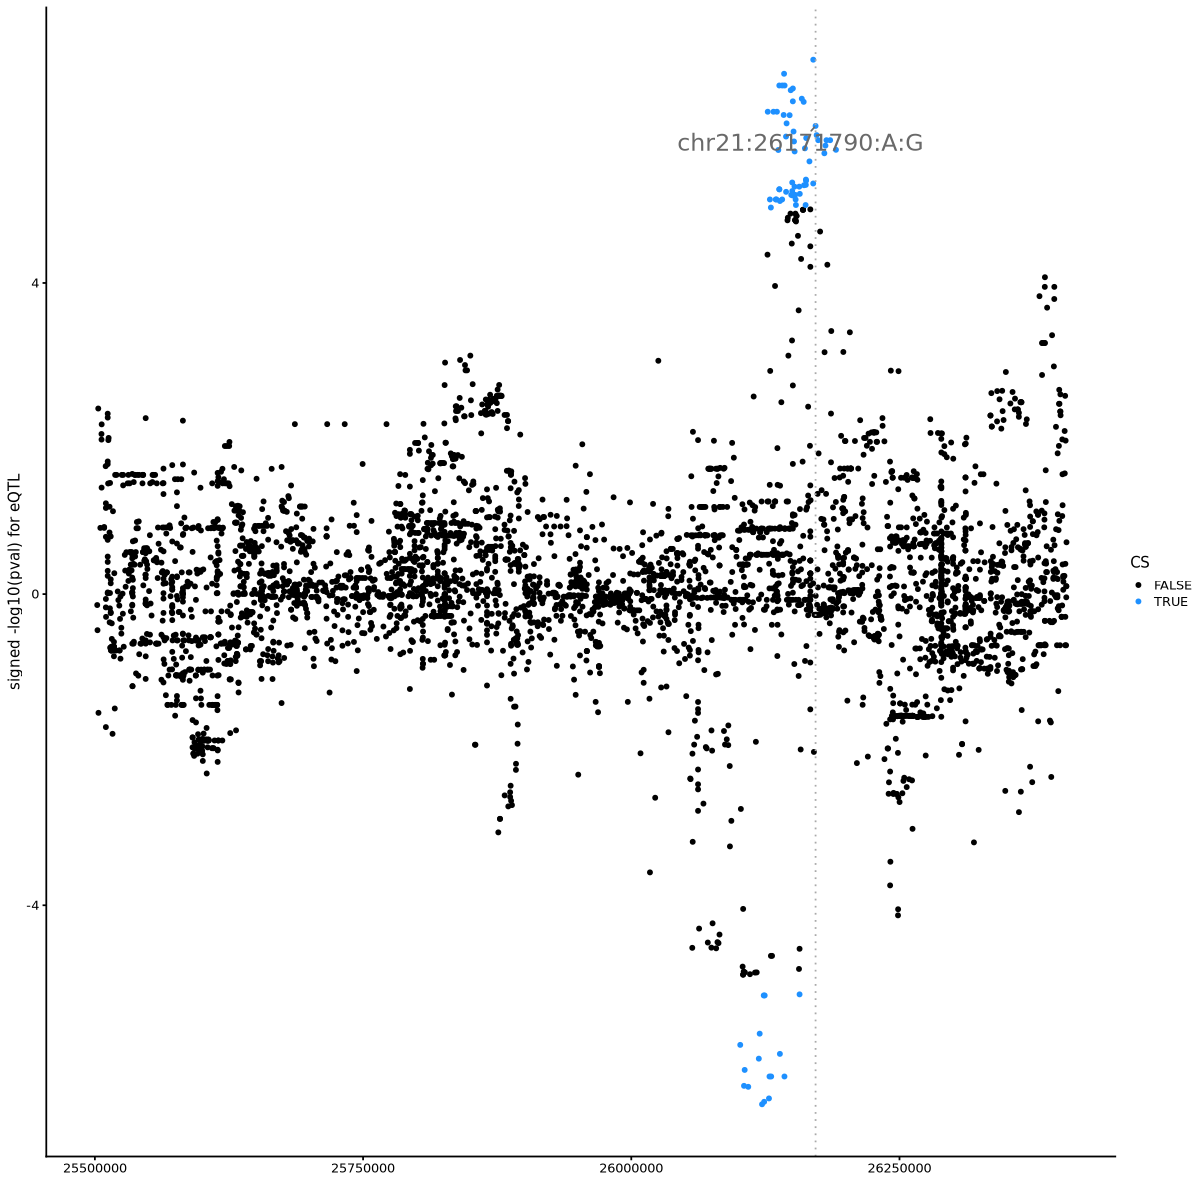 chr21:26171790:A:G
4
0
-4
signed -log10(pval) for eQTL
25500000
25750000
26000000
26250000
CS
FALSE
TRUE